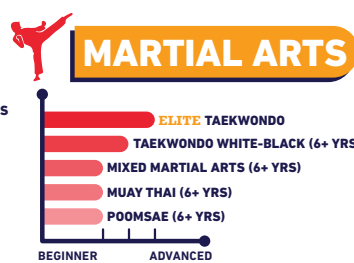 MARTIAL ARTS
S
ELITE TAEKWONDO
TAEKWONDO WHITE-BLACK (6+ YRS
MIXED MARTIAL ARTS (6+ YRS)
MUAY THAI (6+ YRS)
POOMSAE (6+ YRS)
BEGINNER ADVANCED